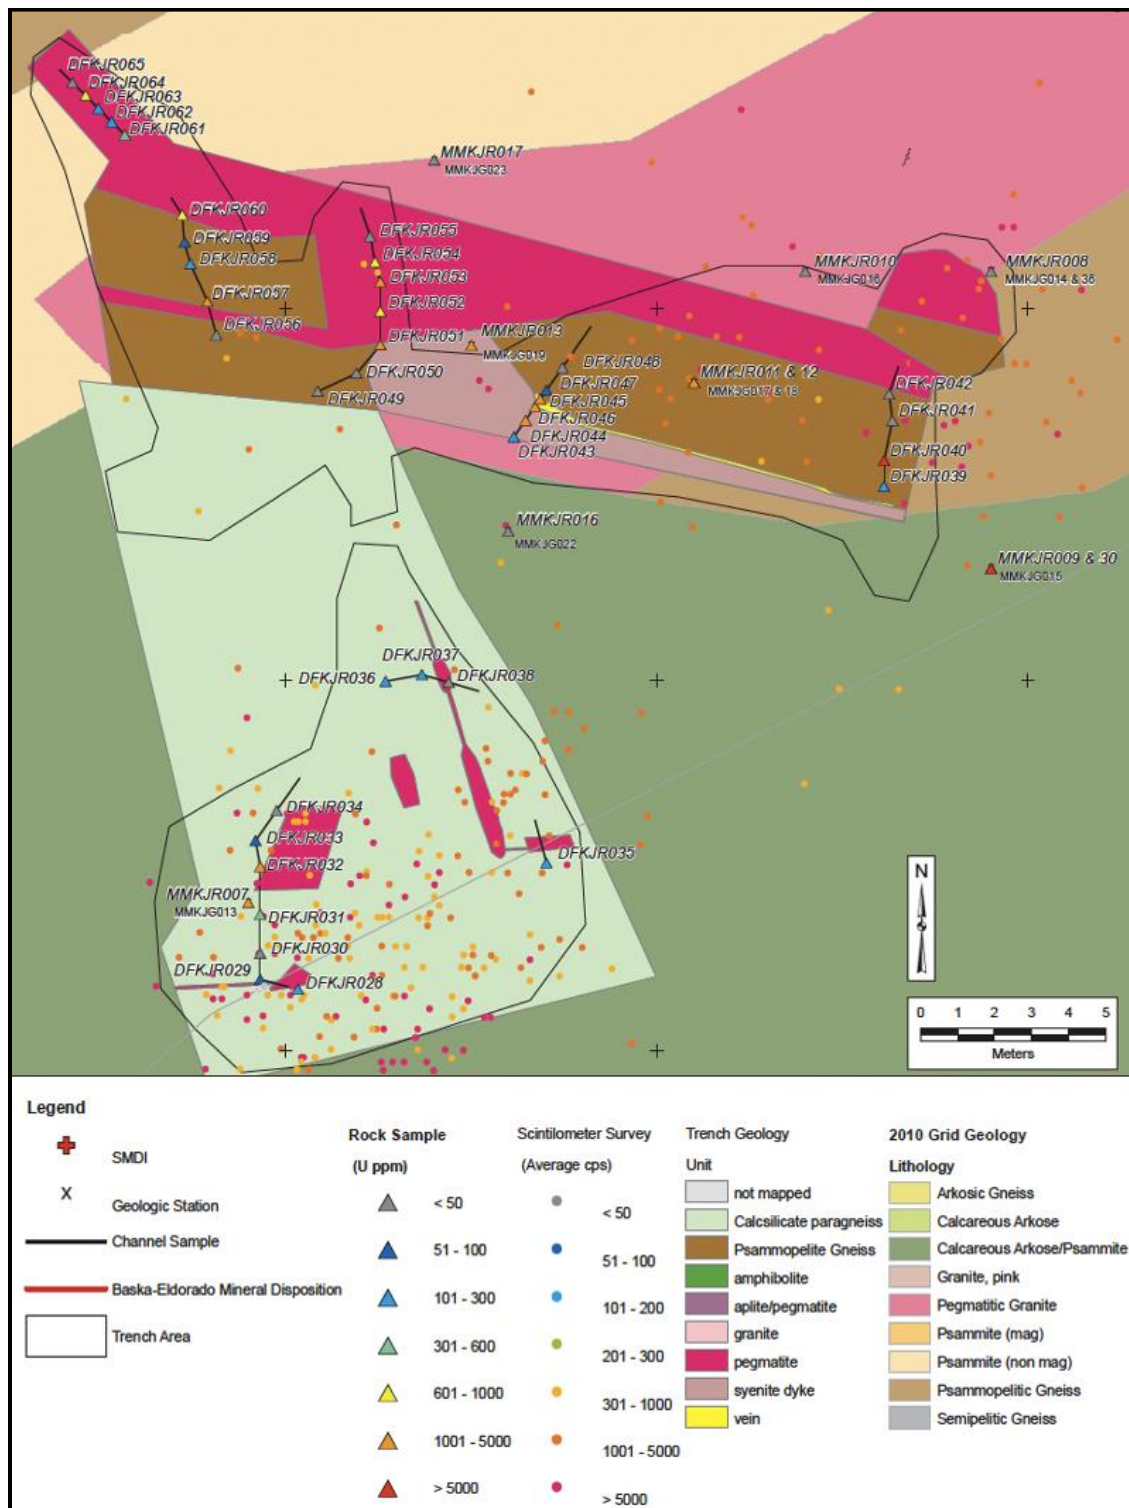 DFKJR065
DFKJR064
DFKJR063
DFKJR062
DFKJR061
MMKJR017
MMKJG023
DFKJR060
DFKJR059
DFKJR058
DFKJR057
DFKJR056
DFKJR055
DFKJR054
DFKJR053
DFKJR052
DFKJR051
DFKJR050
DFKJR049
MMKJR013
MMKJG019
MMKJR010
MMKJG016
MMKJR008
MMKJG014 & 36
DFKJR048
DFKJR047
DFKJR045
DFKJR046
DFKJR044
DFKJR043
MMKJR011 & 12
MMKJG017 & 18
DFKJR042
DFKJR041
DFKJR040
DFKJR039
MMKJR016
MMKJG022
MMKJR009 & 30
MMKJG015
DFKJR037
DFKJR036
DFKJR038
DFKJR034
DFKJR033
DFKJR032
DFKJR035
MMKJR007
MMKJG013
DFKJR031
DFKJR030
DFKJR029
DFKJR028
N
0 1 2 3 4 5
Meters
Legend
SMDI
X Geologic Station
Channel Sample
Baska-Eldorado Mineral Disposition
Trench Area
Rock Sample
(U ppm)
< 50
51 - 100
101 - 300
301 - 600
601 - 1000
1001 - 5000
> 5000
Scintilometer Survey
(Average cps)
< 50
51 - 100
101 - 200
201 - 300
301 - 1000
1001 - 5000
> 5000
Trench Geology
Unit
not mapped
Calcsilicate paragneiss
Psammopelite Gneiss
amphibolite
aplite/pegmatite
granite
pegmatite
syenite dyke
vein
2010 Grid Geology
Lithology
Arkosic Gneiss
Calcareous Arkose
Calcareous Arkose/Psammite
Granite, pink
Pegmatitic Granite
Psammite (mag)
Psammite (non mag)
Psammopelitic Gneiss
Semipelitic Gneiss